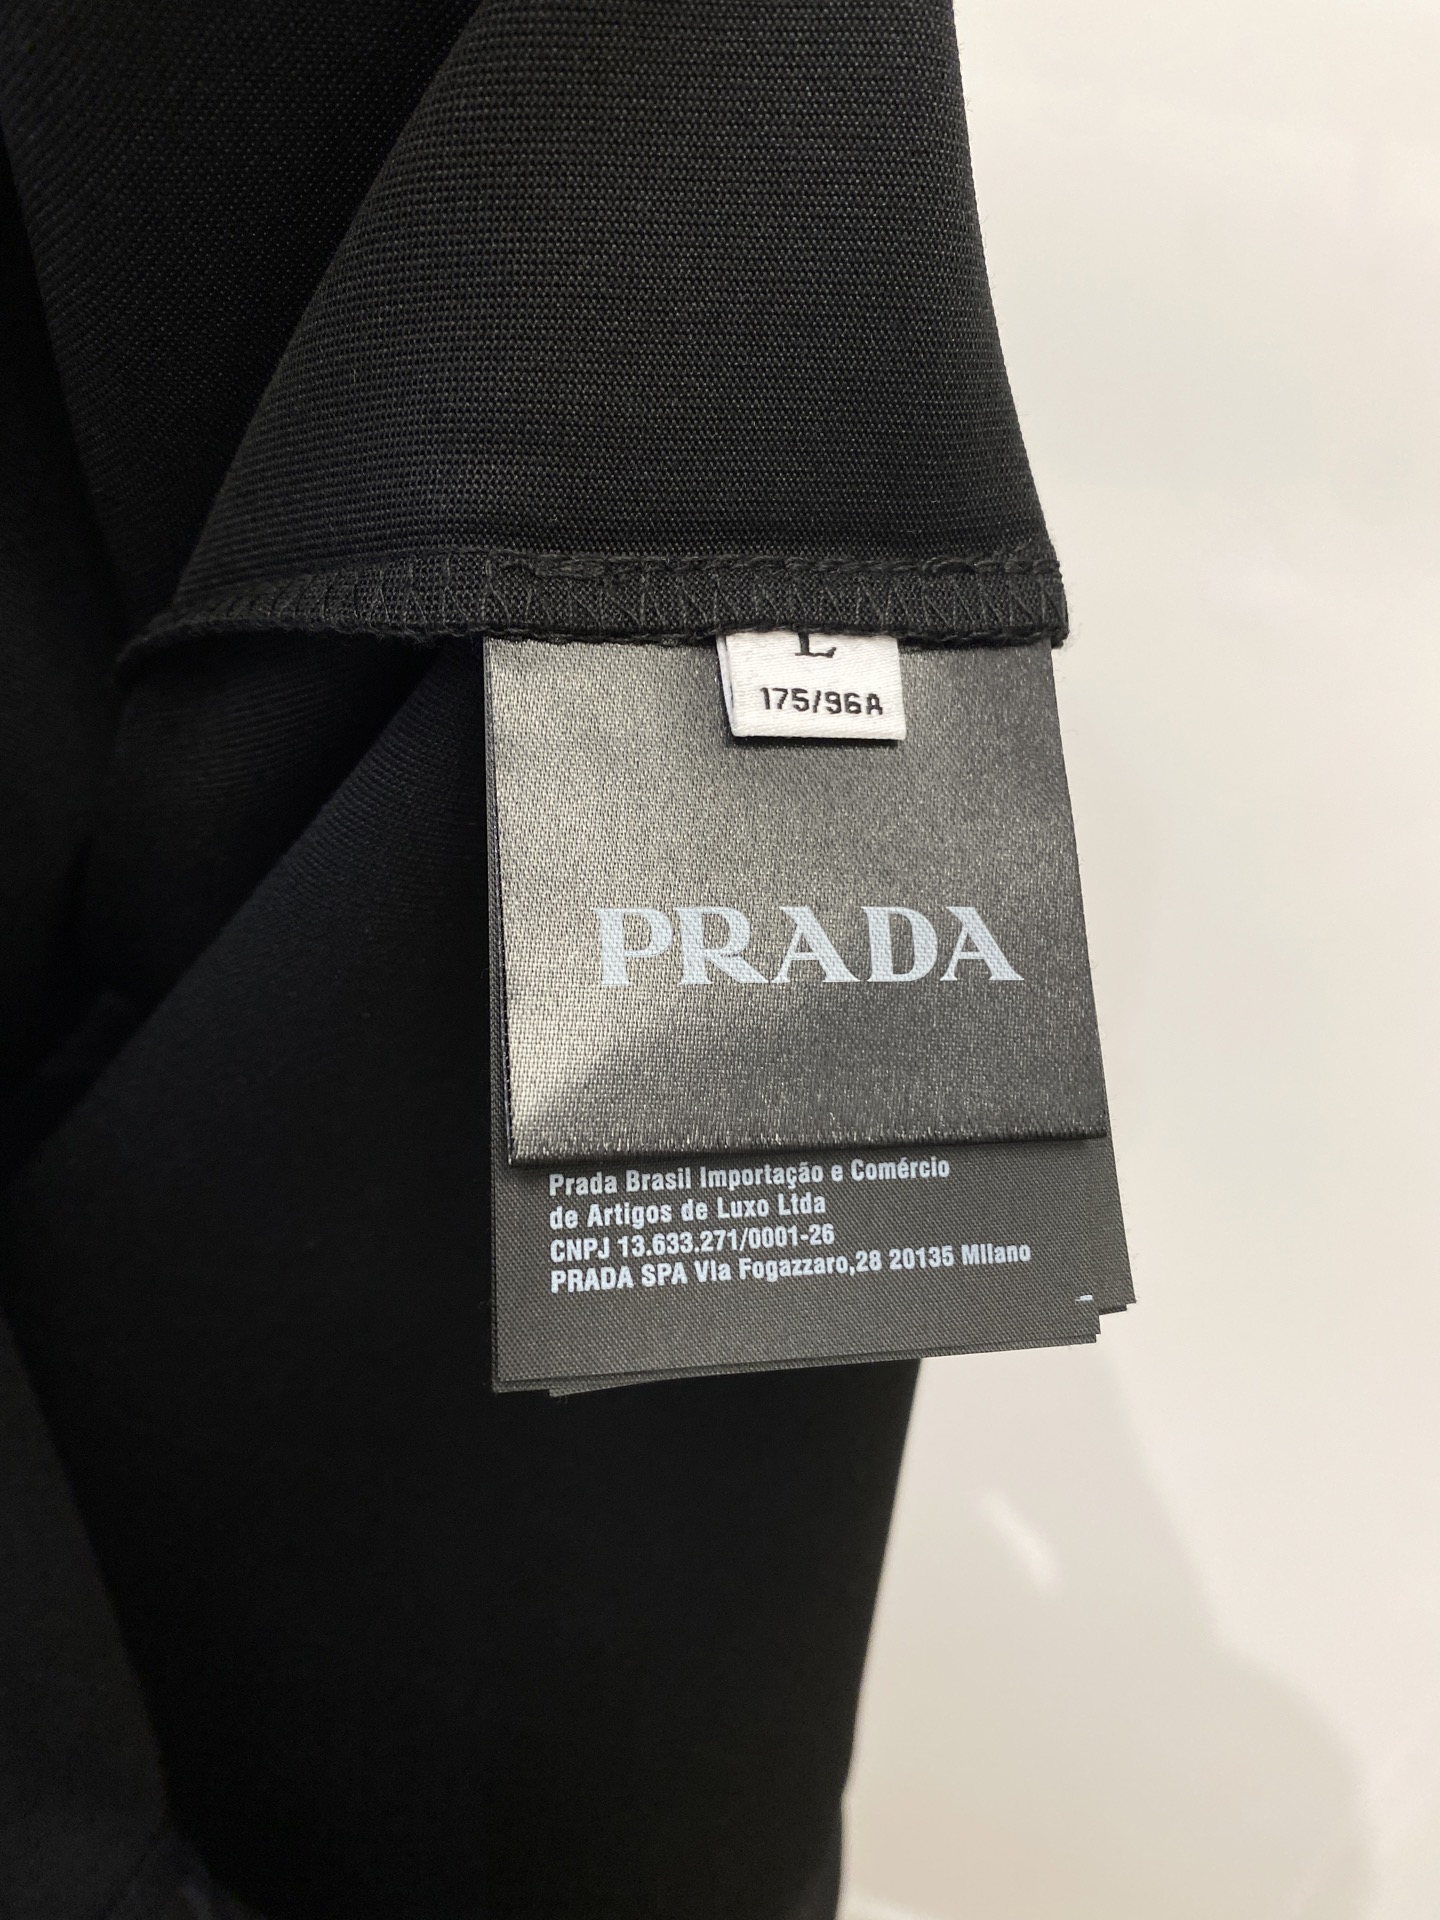 L
175/96A
PRADA
Prada Brasil Importação e Comércio
de Artigos de Luxo Ltda
CNPJ 13.633.271/0001-26
PRADA SPA Via Fogazzaro,28 20135 Milano